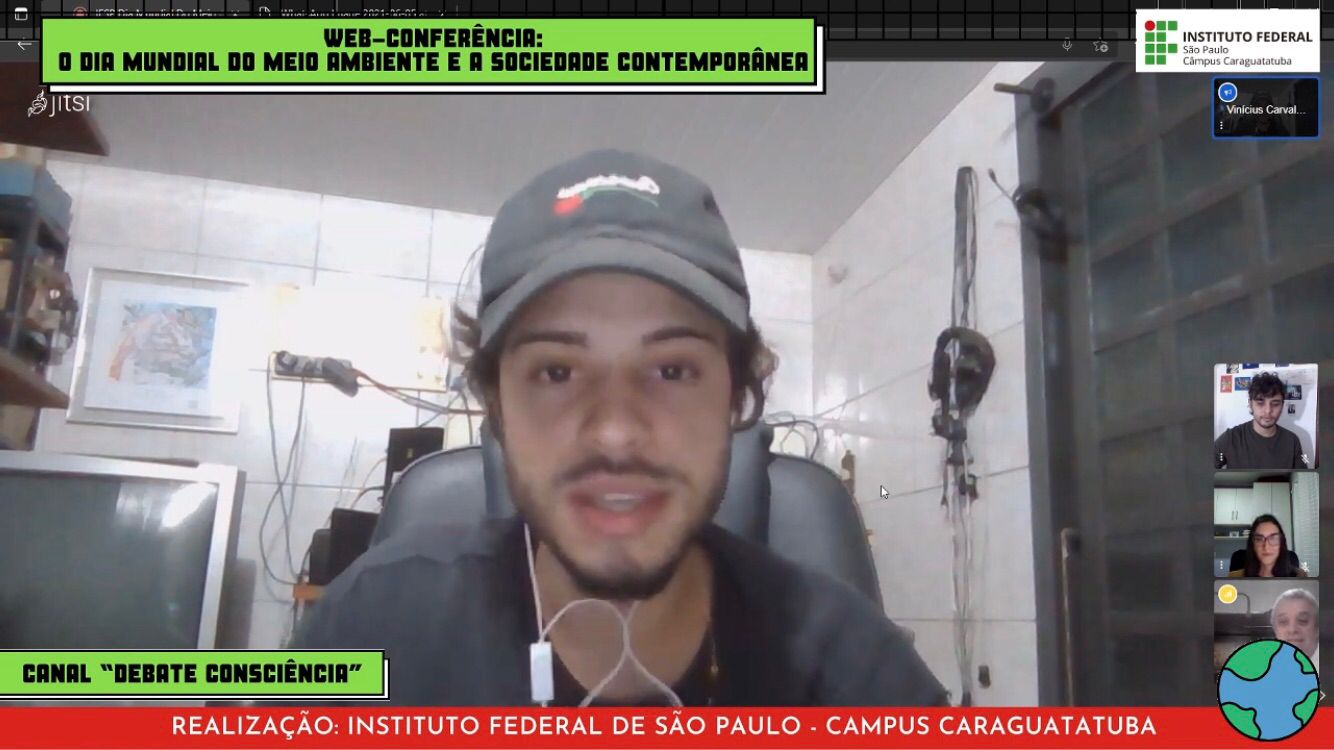 WEB-CONFERÊNCIA:
O DIA MUNDIAL DO MEIO AMBIENTE E A SOCIEDADE CONTEMPORÂNEA
INSTITUTO FEDERAL
São Paulo
Câmpus Caraguatatuba
jitsi
Vinícius Carval...
CANAL “DEBATE CONSCIÊNCIA”
REALIZAÇÃO: INSTITUTO FEDERAL DE SÃO PAULO - CAMPUS CARAGUATATUBA